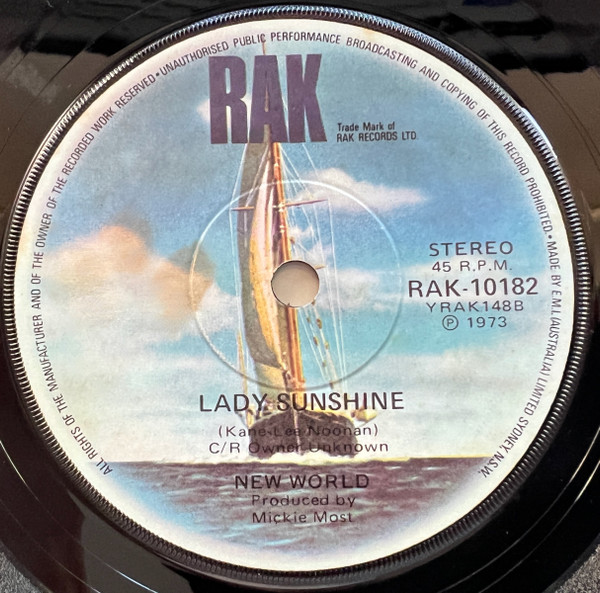 ALL RIGHTS OF THE MANUFACTURER AND OF THE OWNER OF THE RECORDED WORK RESERVED • UNAUTHORISED PUBLIC PERFORMANCE BROADCASTING AND COPYING OF THIS RECORD PROHIBITED. • MADE BY E.M.I. (AUSTRALIA) LIMITED SYDNEY, N.S.W.
RAK
Trade Mark of
RAK RECORDS LTD
STEREO
45 R.P.M.
RAK-10182
YRAK148B
Ⓟ 1973
LADY SUNSHINE
(Kane-Lee-Noonan)
C/R Owner Unknown
NEW WORLD
Produced by
Mickie Most